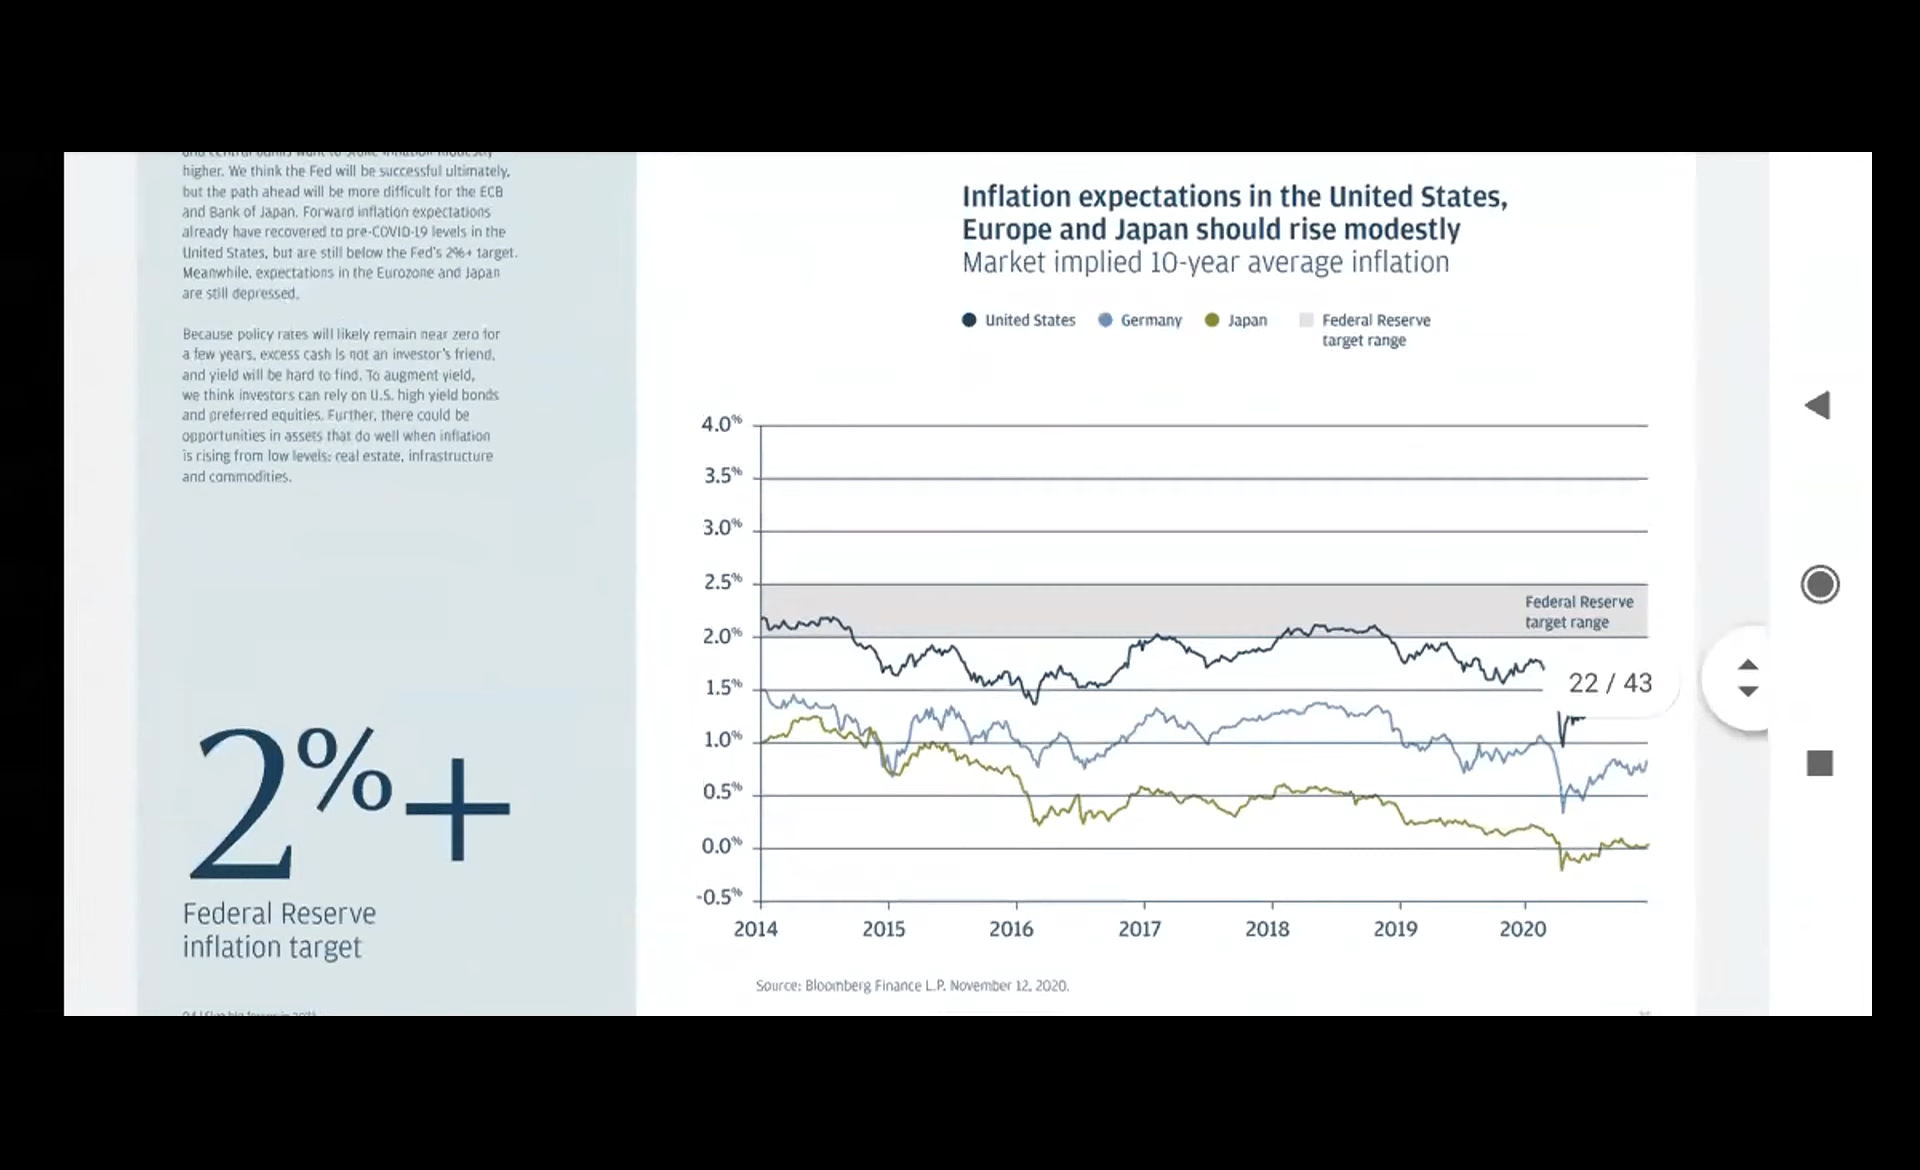 higher. We think the Fed will be successful ultimately,
but the path ahead will be more difficult for the ECB
and Bank of Japan. Forward inflation expectations
already have recovered to pre-COVID-19 levels in the
United States, but are still below the Fed's 2%+ target.
Meanwhile, expectations in the Eurozone and Japan
are still depressed.
Because policy rates will likely remain near zero for
a few years, excess cash is not an investor's friend,
and yield will be hard to find. To augment yield,
we think investors can rely on U.S. high yield bonds
and preferred equities. Further, there could be
opportunities in assets that do well when inflation
is rising from low levels: real estate, infrastructure
and commodities.
2%+
Federal Reserve
inflation target
Inflation expectations in the United States,
Europe and Japan should rise modestly
Market implied 10-year average inflation
United States Germany Japan Federal Reserve
target range
4.0%
3.5%
3.0%
2.5%
Federal Reserve
target range
2.0%
1.5%
22 / 43
1.0%
0.5%
0.0%
-0.5%
2014 2015 2016 2017 2018 2019 2020
Source: Bloomberg Finance L.P. November 12, 2020.